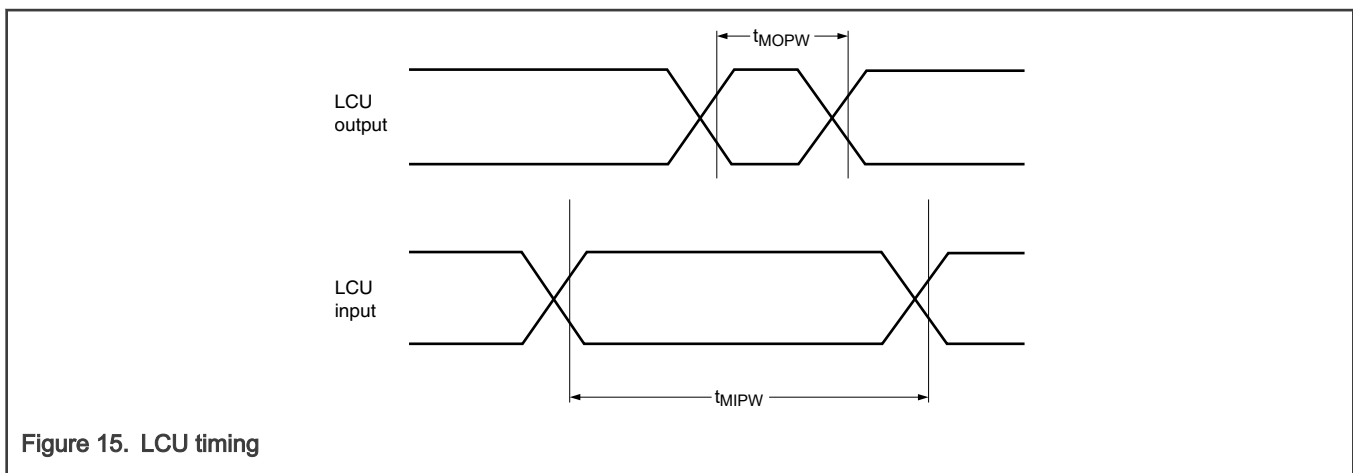 tMOPW
LCU
output
LCU
input
tMIPW
Figure 15. LCU timing